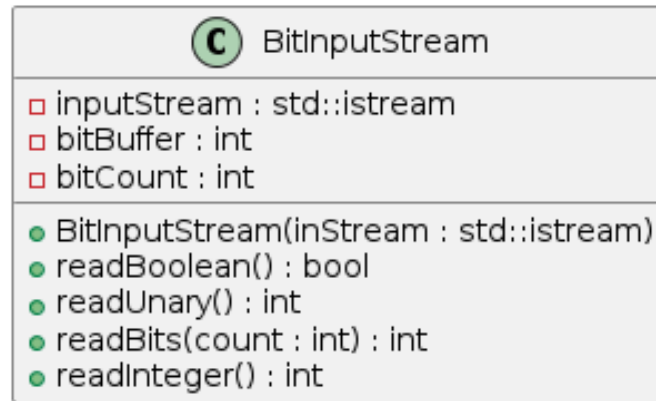 C BitInputStream
inputStream : std::istream
bitBuffer : int
bitCount : int
BitInputStream(inStream : std::istream)
readBoolean() : bool
readUnary() : int
readBits(count : int) : int
readInteger() : int